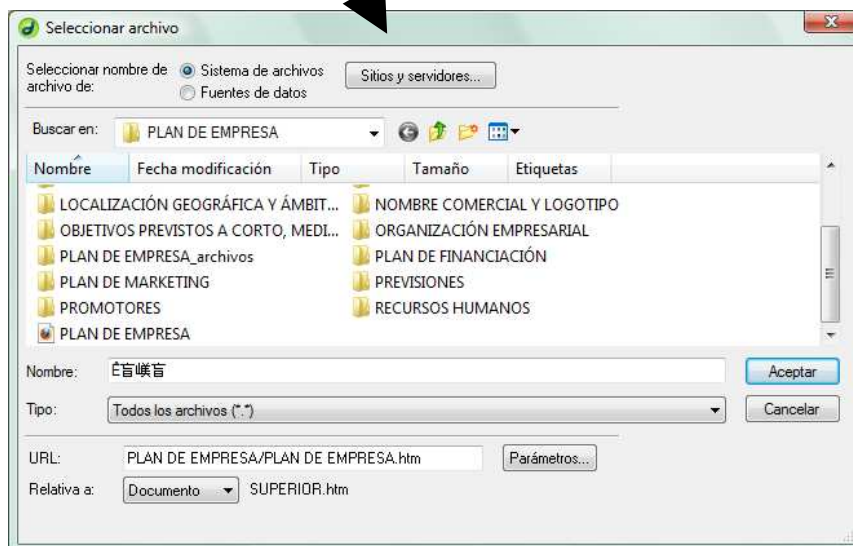 Seleccionar archivo
Seleccionar nombre de archivo de:
Sistema de archivos
Fuentes de datos
Sitios y servidores...
Buscar en: PLAN DE EMPRESA
Nombre Fecha modificación Tipo Tamaño Etiquetas
LOCALIZACIÓN GEOGRÁFICA Y ÁMBIT... NOMBRE COMERCIAL Y LOGOTIPO
OBJETIVOS PREVISTOS A CORTO, MEDI... ORGANIZACIÓN EMPRESARIAL
PLAN DE EMPRESA_archivos PLAN DE FINANCIACIÓN
PLAN DE MARKETING PREVISIONES
PROMOTORES RECURSOS HUMANOS
PLAN DE EMPRESA
Nombre: Aceptar
Tipo: Todos los archivos (*.*) Cancelar
URL: PLAN DE EMPRESA/PLAN DE EMPRESA.htm Parámetros...
Relativa a: Documento SUPERIOR.htm